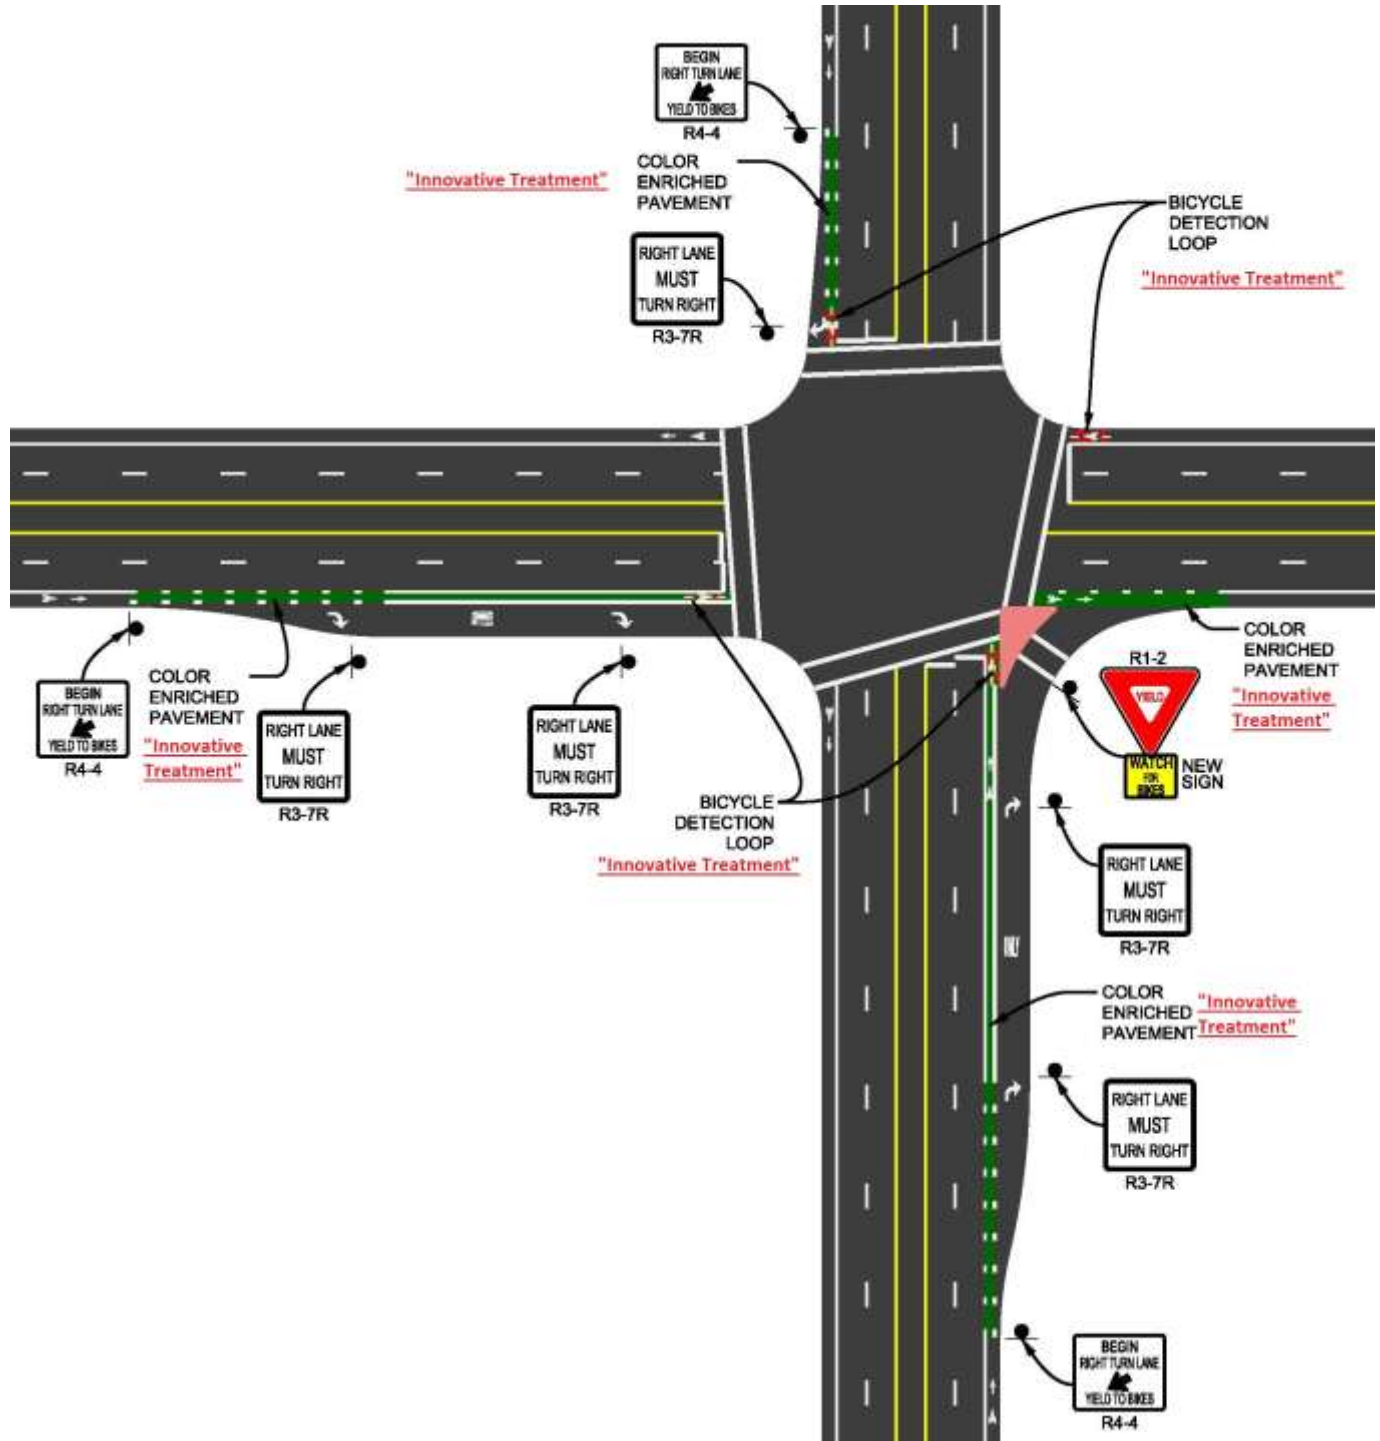 BEGIN
RIGHT TURN LANE
YIELD TO BIKES
R4-4
COLOR
ENRICHED
PAVEMENT
"Innovative Treatment"
RIGHT LANE
MUST
TURN RIGHT
R3-7R
BICYCLE
DETECTION
LOOP
"Innovative Treatment"
BEGIN
RIGHT TURN LANE
YIELD TO BIKES
R4-4
COLOR
ENRICHED
PAVEMENT
"Innovative
Treatment"
RIGHT LANE
MUST
TURN RIGHT
R3-7R
RIGHT LANE
MUST
TURN RIGHT
R3-7R
BICYCLE
DETECTION
LOOP
"Innovative Treatment"
COLOR
ENRICHED
PAVEMENT
"Innovative
Treatment"
R1-2
YIELD
WATCH
FOR
BIKES
NEW
SIGN
RIGHT LANE
MUST
TURN RIGHT
R3-7R
ONLY
COLOR
ENRICHED
PAVEMENT
"Innovative
Treatment"
RIGHT LANE
MUST
TURN RIGHT
R3-7R
BEGIN
RIGHT TURN LANE
YIELD TO BIKES
R4-4